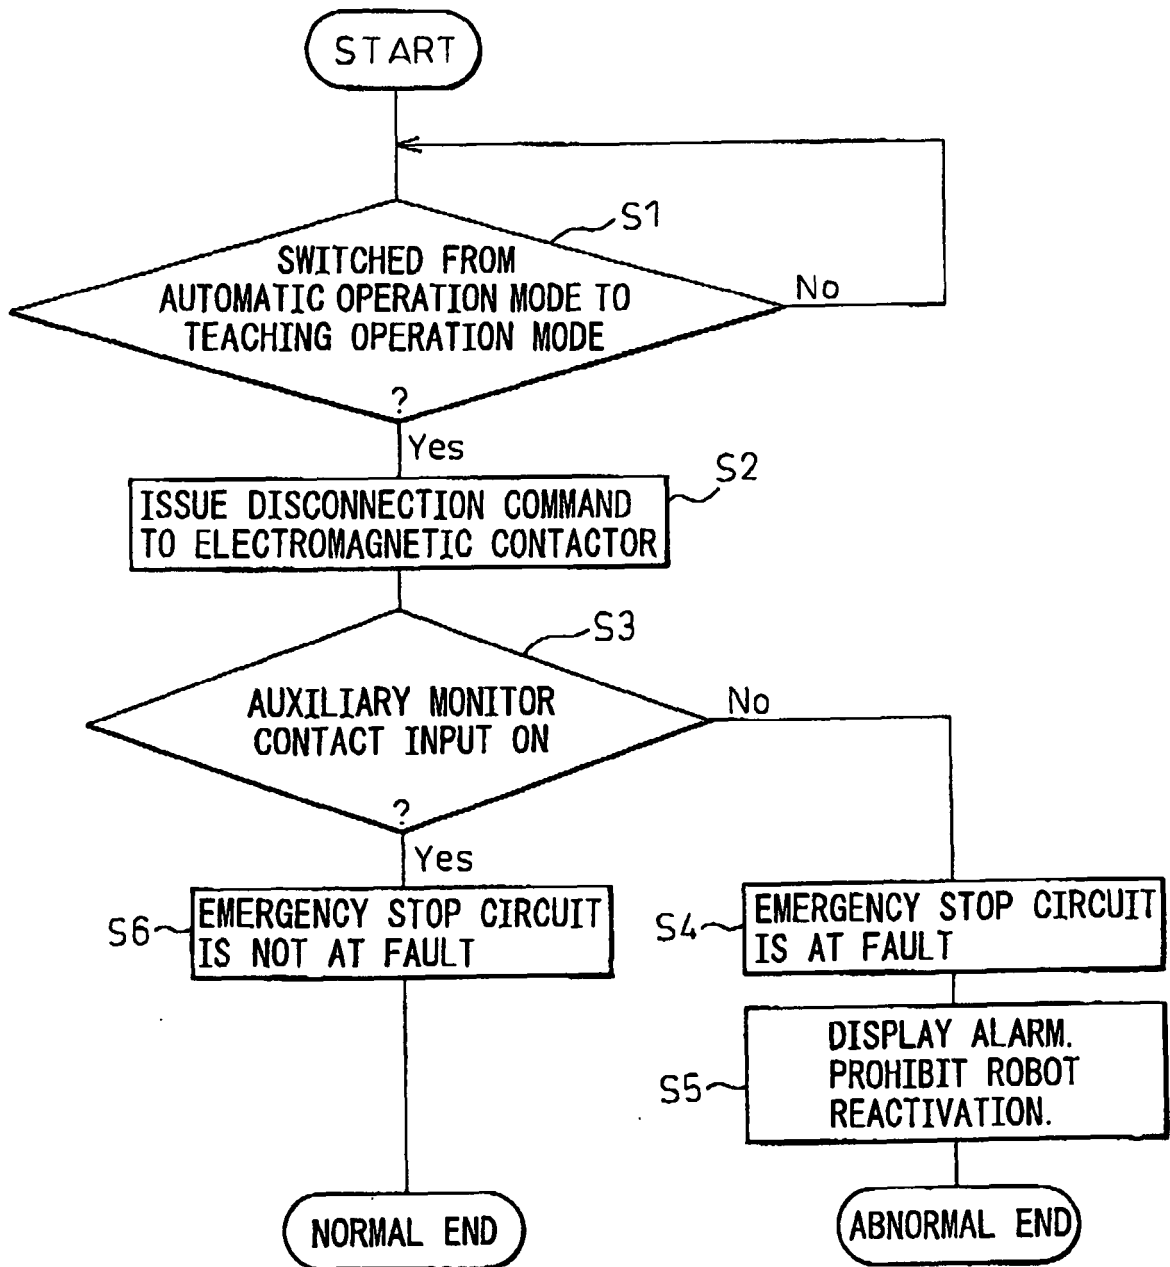 START
S1
SWITCHED FROM
AUTOMATIC OPERATION MODE TO
TEACHING OPERATION MODE
?
No
Yes
S2
ISSUE DISCONNECTION COMMAND
TO ELECTROMAGNETIC CONTACTOR
S3
AUXILIARY MONITOR
CONTACT INPUT ON
?
No
Yes
S6
EMERGENCY STOP CIRCUIT
IS NOT AT FAULT
S4
EMERGENCY STOP CIRCUIT
IS AT FAULT
S5
DISPLAY ALARM.
PROHIBIT ROBOT
REACTIVATION.
NORMAL END
ABNORMAL END